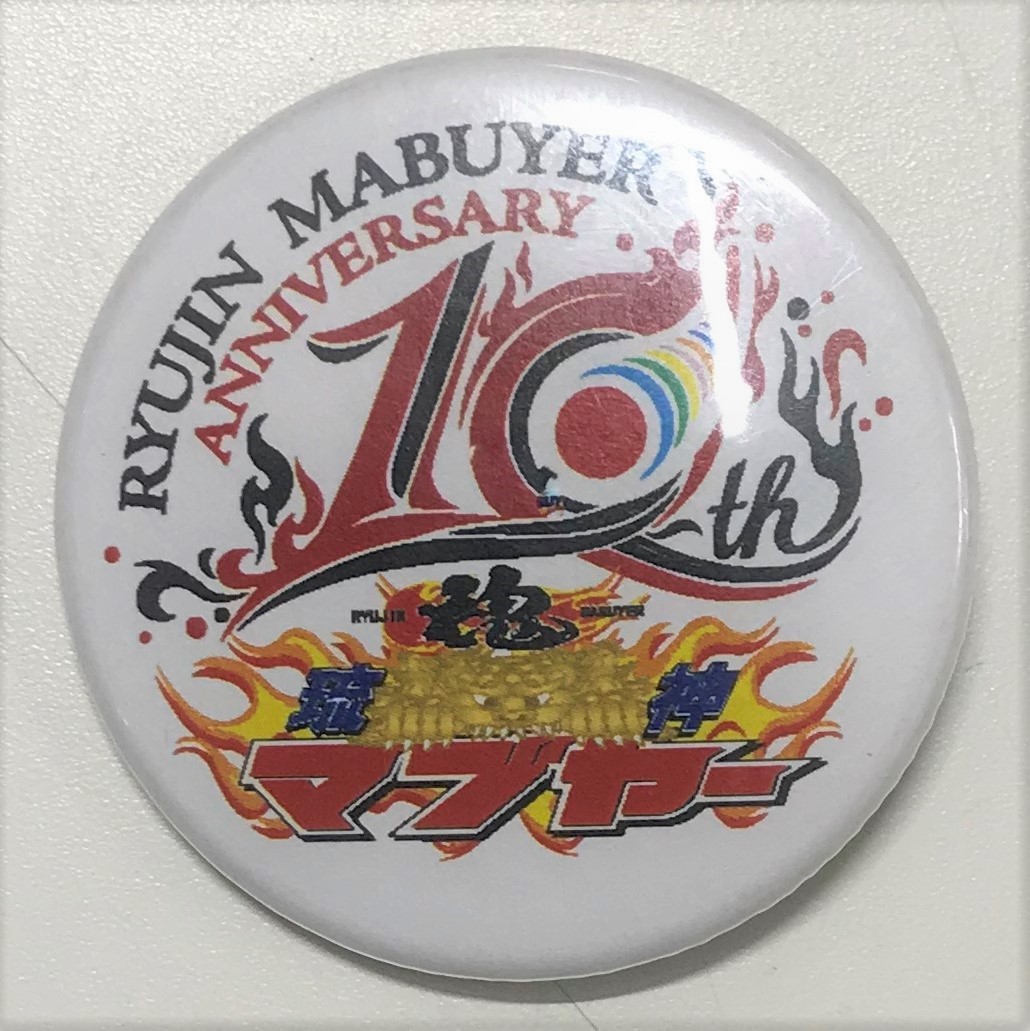 RYUJIN MABUYER
ANNIVERSARY
10th
魂
RYUJIN MABUYER
琉神
マブヤー